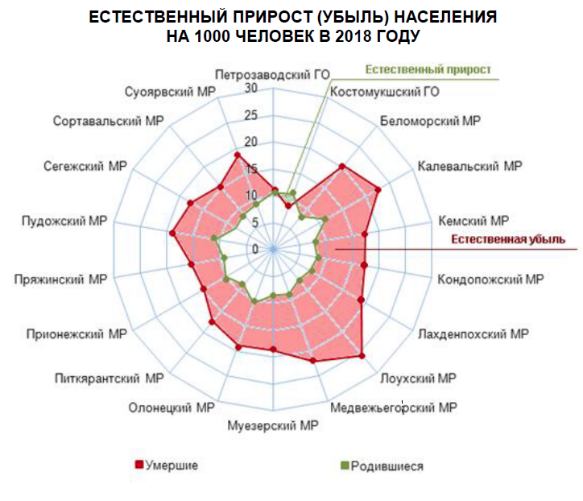 ЕСТЕСТВЕННЫЙ ПРИРОСТ (УБЫЛЬ) НАСЕЛЕНИЯ
НА 1000 ЧЕЛОВЕК В 2018 ГОДУ
Естественный прирост
Петрозаводский ГО
Суоярвский МР
Костомукшский ГО
Сортавальский МР
Беломорский МР
Сегежский МР
Калевальский МР
Пудожский МР
Кемский МР
Естественная убыль
Пряжинский МР
Кондопожский МР
Прионежский МР
Лахденпохский МР
Питкярантский МР
Лоухский МР
Олонецкий МР
Медвежьегорский МР
Муезерский МР
30
25
20
15
10
5
0
Умершие
Родившиеся